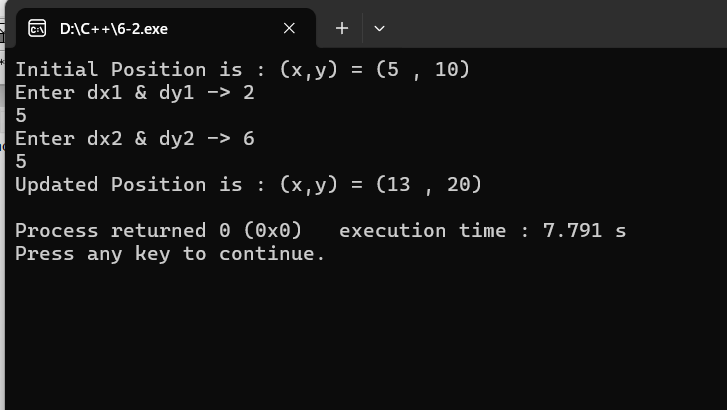 D:\C++\6-2.exe
Initial Position is : (x,y) = (5 , 10)
Enter dx1 & dy1 -> 2
5
Enter dx2 & dy2 -> 6
5
Updated Position is : (x,y) = (13 , 20)
Process returned 0 (0x0)   execution time : 7.791 s
Press any key to continue.